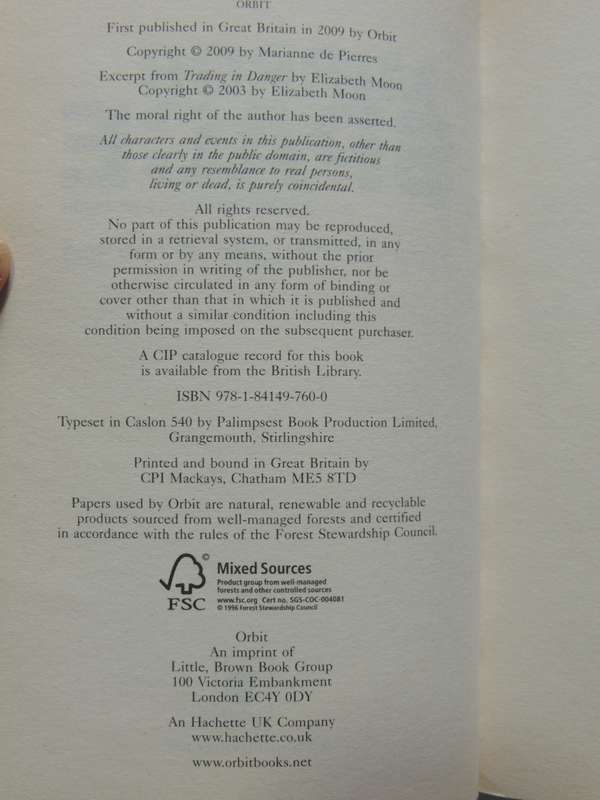 ORBIT
First published in Great Britain in 2009 by Orbit
Copyright © 2009 by Marianne de Pierres
Excerpt from Trading in Danger by Elizabeth Moon
Copyright © 2003 by Elizabeth Moon
The moral right of the author has been asserted.
All characters and events in this publication, other than
those clearly in the public domain, are fictitious
and any resemblance to real persons,
living or dead, is purely coincidental.
All rights reserved.
No part of this publication may be reproduced,
stored in a retrieval system, or transmitted, in any
form or by any means, without the prior
permission in writing of the publisher, nor be
otherwise circulated in any form of binding or
cover other than that in which it is published and
without a similar condition including this
condition being imposed on the subsequent purchaser.
A CIP catalogue record for this book
is available from the British Library.
ISBN 978-1-84149-760-0
Typeset in Caslon 540 by Palimpsest Book Production Limited,
Grangemouth, Stirlingshire
Printed and bound in Great Britain by
CPI Mackays, Chatham ME5 8TD
Papers used by Orbit are natural, renewable and recyclable
products sourced from well-managed forests and certified
in accordance with the rules of the Forest Stewardship Council.
©
FSC
Mixed Sources
Product group from well-managed
forests and other controlled sources
www.fsc.org Cert no. SGS-COC-004081
© 1996 Forest Stewardship Council
Orbit
An imprint of
Little, Brown Book Group
100 Victoria Embankment
London EC4Y 0DY
An Hachette UK Company
www.hachette.co.uk
www.orbitbooks.net